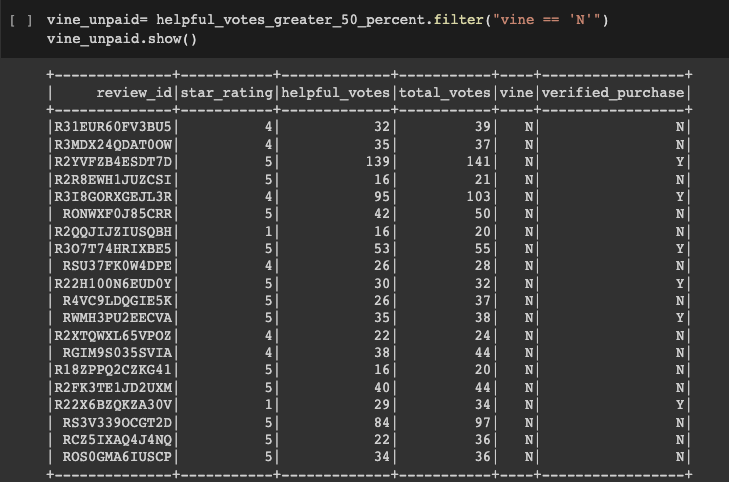 [ ] vine_unpaid= helpful_votes_greater_50_percent.filter("vine == 'N'")
vine_unpaid.show()
+--------------+-----------+-------------+-----------+----+-----------------+
|     review_id|star_rating|helpful_votes|total_votes|vine|verified_purchase|
+--------------+-----------+-------------+-----------+----+-----------------+
|R31EUR60FV3BU5|          4|           32|         39|   N|                N|
|R3MDX24QDAT0OW|          4|           35|         37|   N|                N|
|R2YVFZB4ESDT7D|          5|          139|        141|   N|                Y|
|R2R8EWH1JUZCSI|          5|           16|         21|   N|                N|
|R3I8GORXGEJL3R|          4|           95|        103|   N|                Y|
| RONWXF0J85CRR|          5|           42|         50|   N|                N|
|R2QQJIJZIUSQBH|          1|           16|         20|   N|                N|
|R3O7T74HRIXBE5|          5|           53|         55|   N|                Y|
| RSU37FK0W4DPE|          4|           26|         28|   N|                N|
|R22H100N6EUD0Y|          5|           30|         32|   N|                Y|
| R4VC9LDQGIE5K|          5|           26|         37|   N|                N|
| RWMH3PU2EECVA|          5|           35|         38|   N|                Y|
|R2XTQWXL65VPOZ|          4|           22|         24|   N|                N|
| RGIM9S035SVIA|          4|           38|         44|   N|                N|
|R18ZPPQ2CZKG41|          5|           16|         20|   N|                N|
|R2FK3TE1JD2UXM|          5|           40|         44|   N|                N|
|R22X6BZQKZA30V|          1|           29|         34|   N|                Y|
| RS3V339OCGT2D|          5|           84|         97|   N|                N|
| RCZ5IXAQ4J4NQ|          5|           22|         36|   N|                N|
| ROS0GMA6IUSCP|          5|           34|         36|   N|                N|
+--------------+-----------+-------------+-----------+----+-----------------+